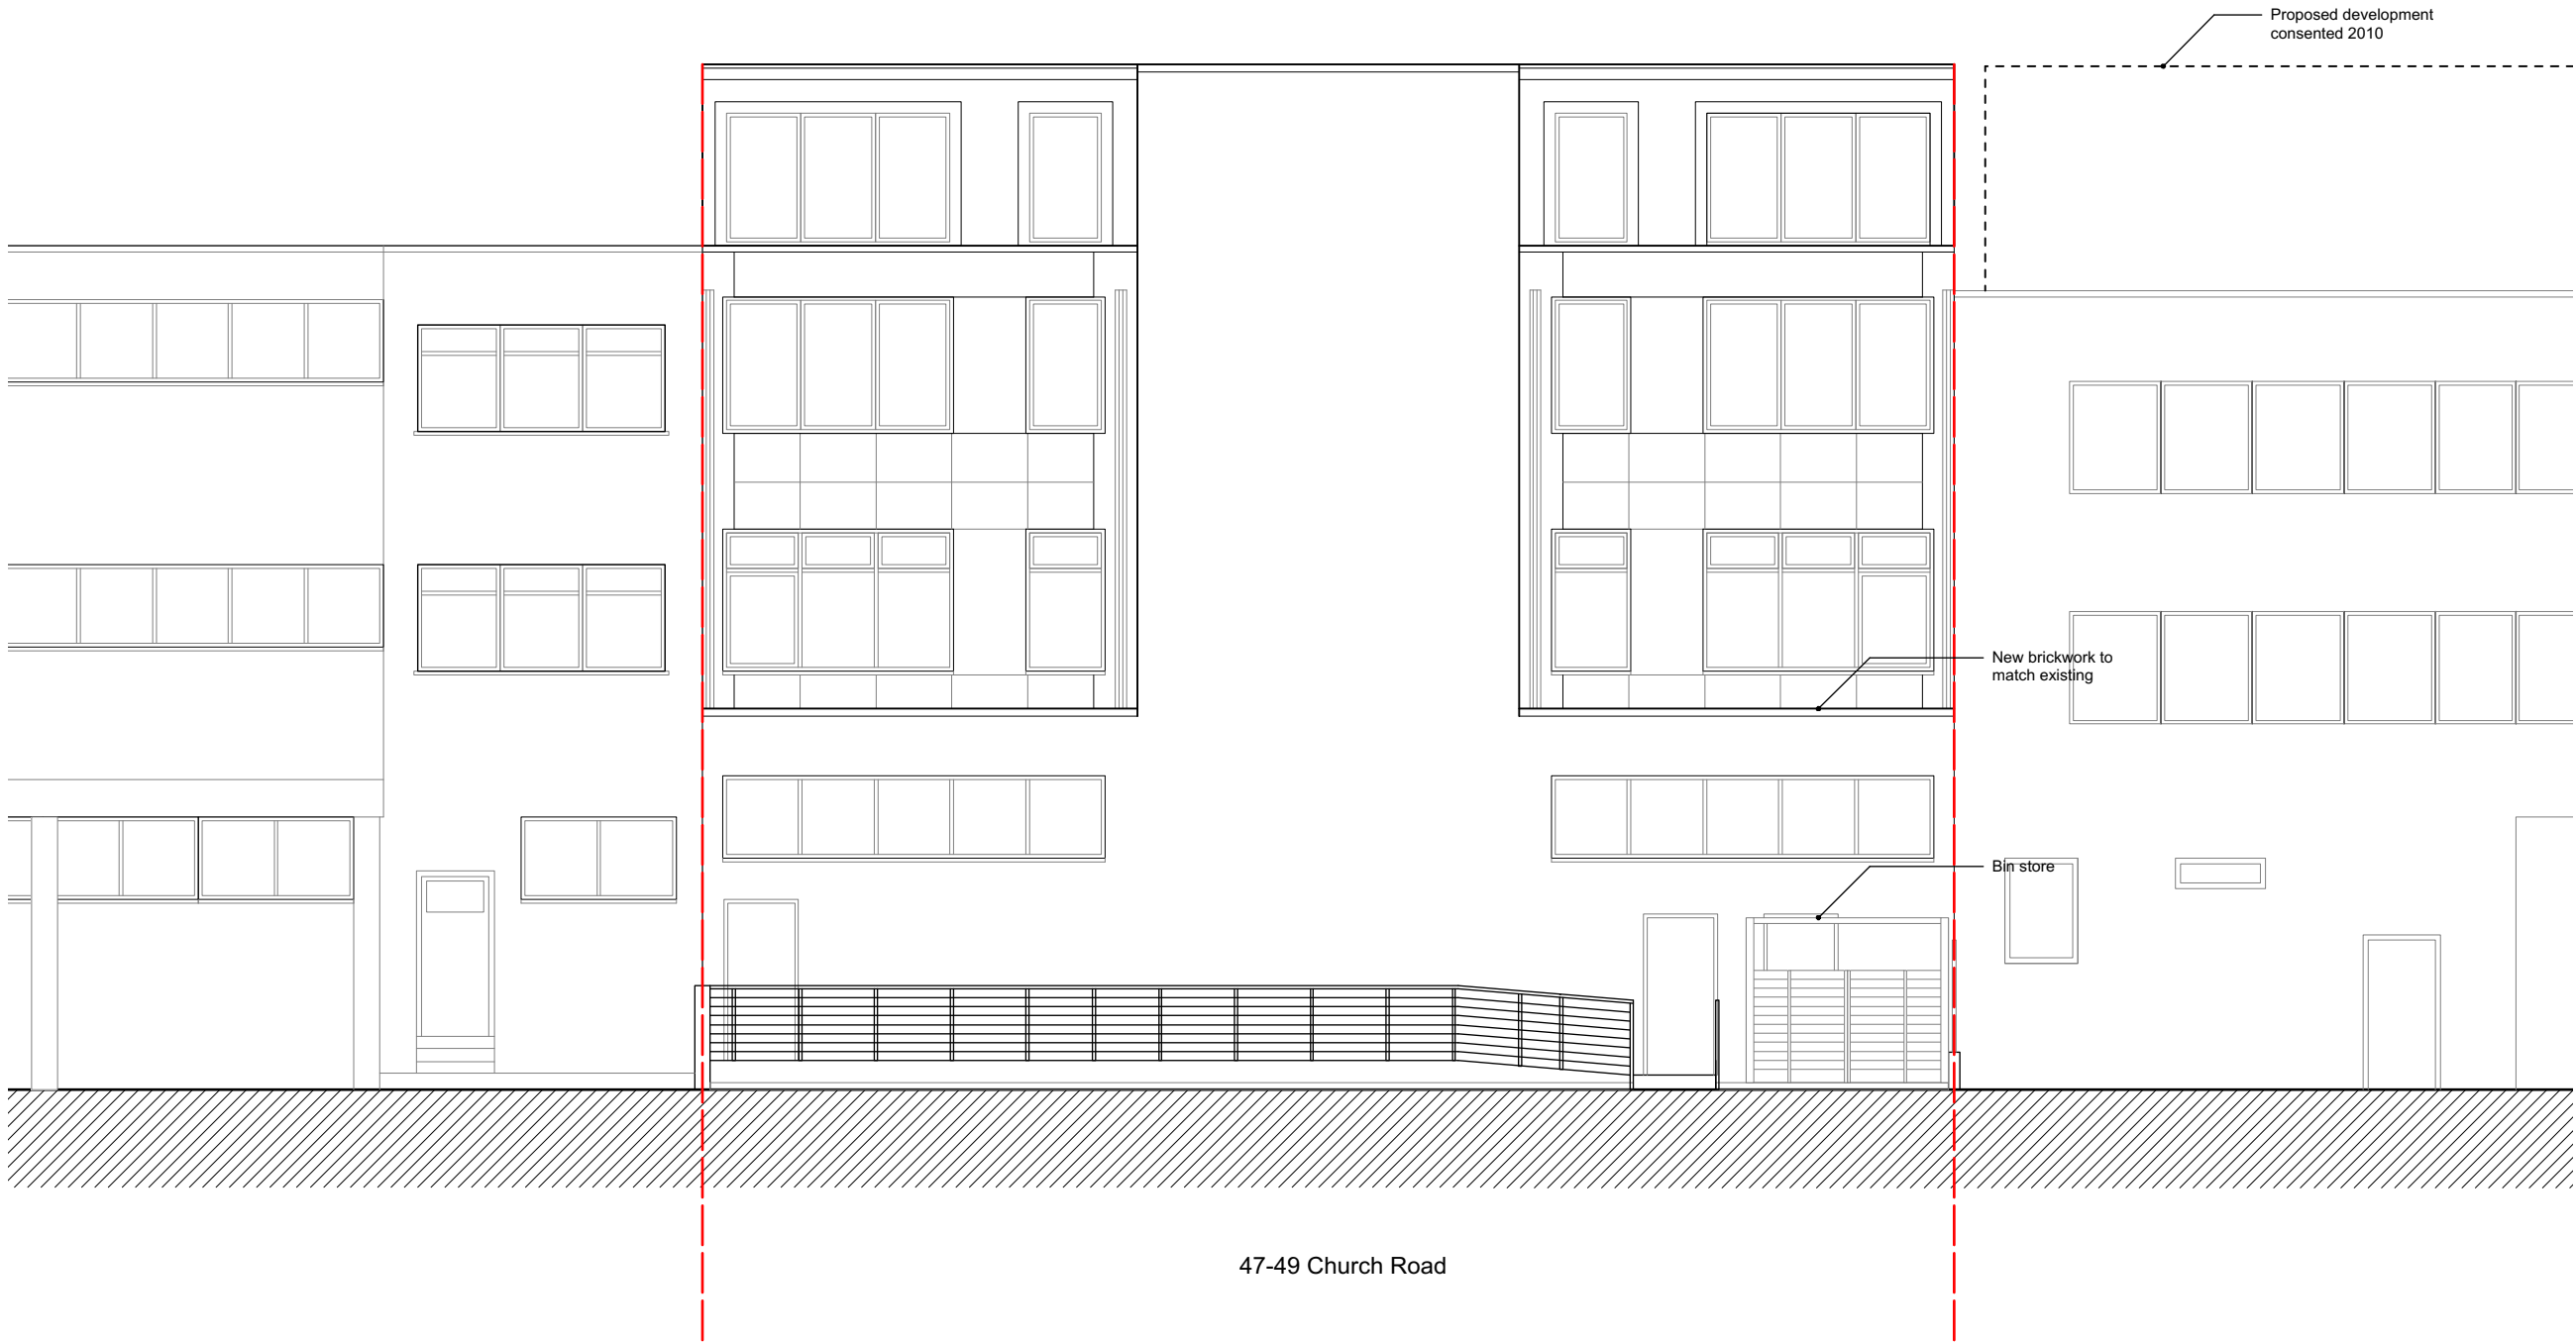 Proposed development
consented 2010
New brickwork to
match existing
Bin store
47-49 Church Road